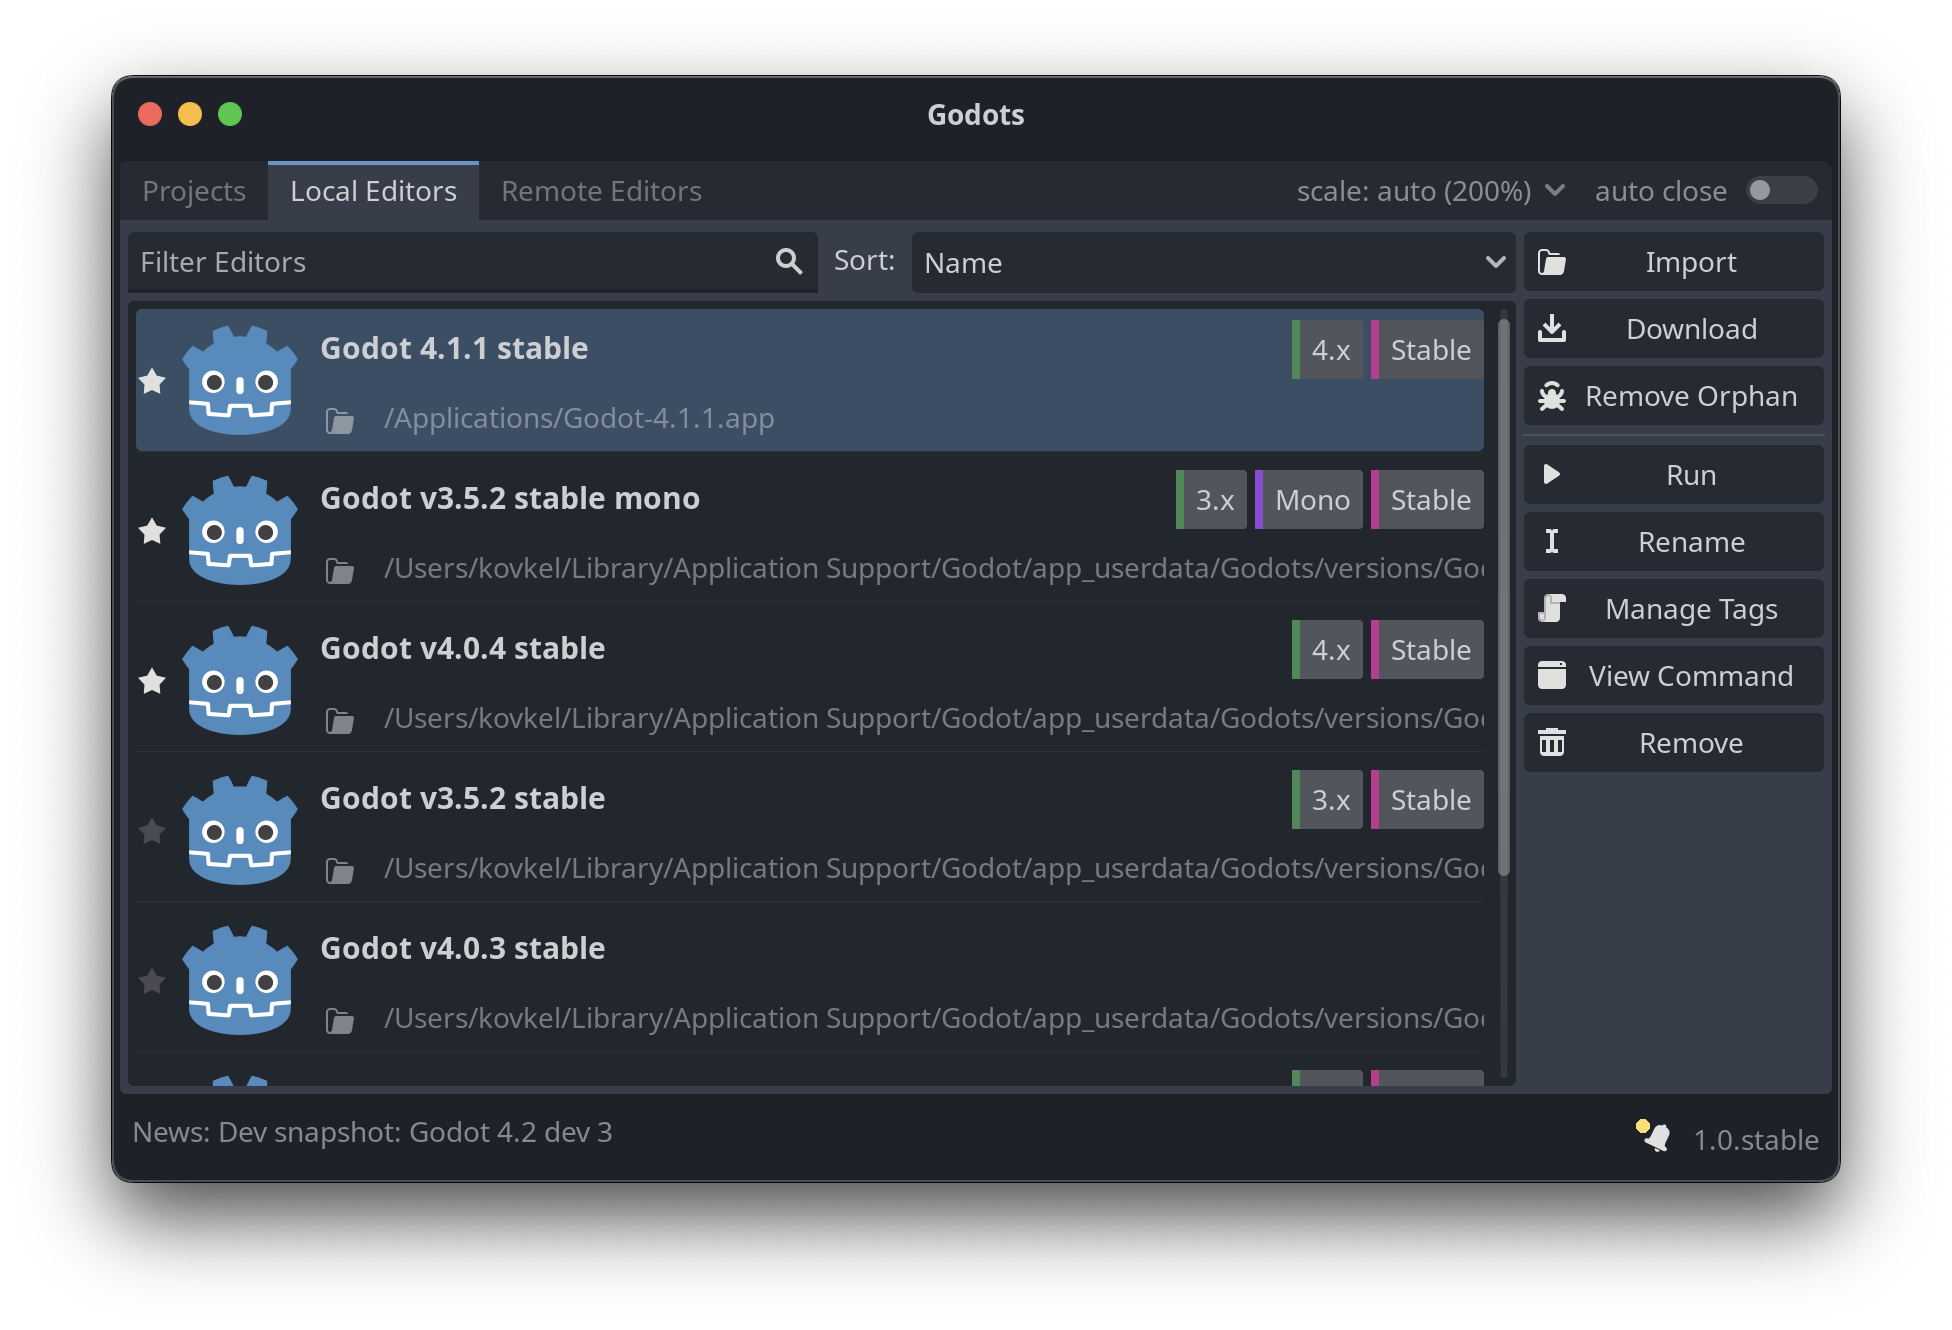 Godots
Projects
Local Editors
Remote Editors
scale: auto (200%)
auto close
Filter Editors
Sort:
Name
Godot 4.1.1 stable
4.x
Stable
/Applications/Godot-4.1.1.app
Godot v3.5.2 stable mono
3.x
Mono
Stable
/Users/kovkel/Library/Application Support/Godot/app_userdata/Godots/versions/Go
Godot v4.0.4 stable
4.x
Stable
/Users/kovkel/Library/Application Support/Godot/app_userdata/Godots/versions/Go
Godot v3.5.2 stable
3.x
Stable
/Users/kovkel/Library/Application Support/Godot/app_userdata/Godots/versions/Go
Godot v4.0.3 stable
/Users/kovkel/Library/Application Support/Godot/app_userdata/Godots/versions/Go
Import
Download
Remove Orphan
Run
Rename
Manage Tags
View Command
Remove
News: Dev snapshot: Godot 4.2 dev 3
1.0.stable